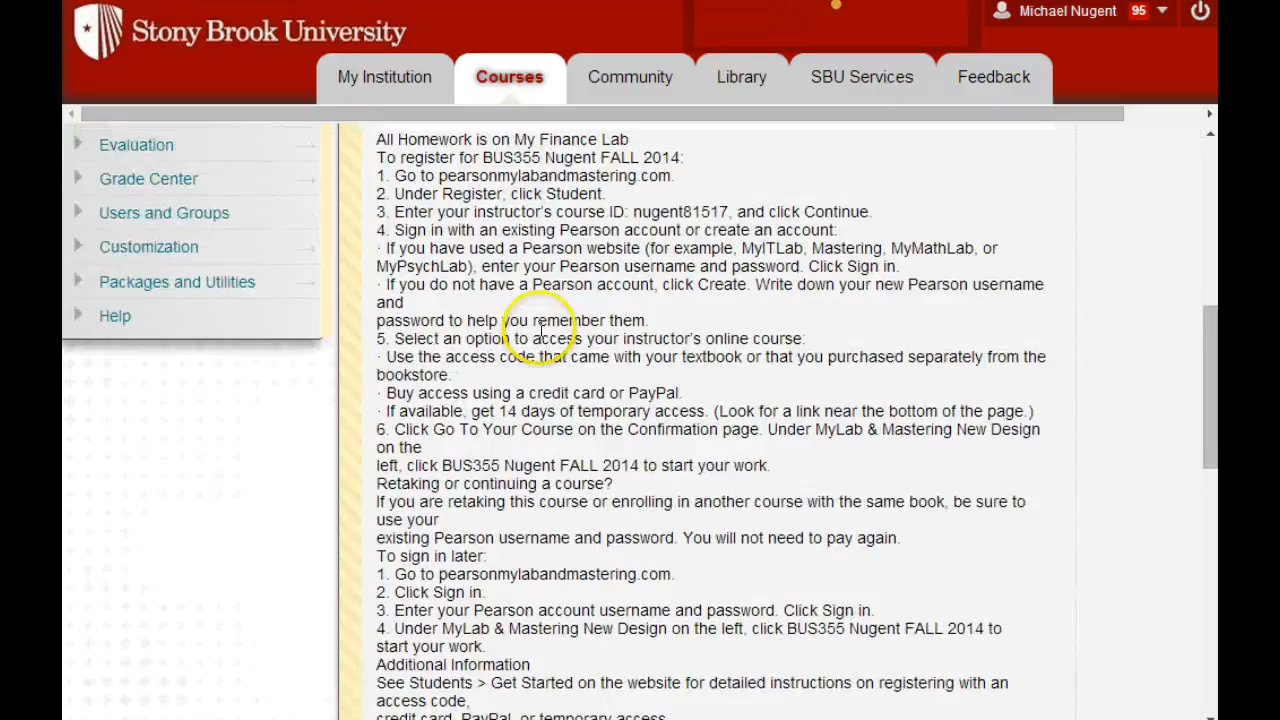 Stony Brook University
Michael Nugent 95
My Institution
Courses
Community
Library
SBU Services
Feedback
Evaluation
Grade Center
Users and Groups
Customization
Packages and Utilities
Help
All Homework is on My Finance Lab
To register for BUS355 Nugent FALL 2014:
1. Go to pearsonmylabandmastering.com.
2. Under Register, click Student.
3. Enter your instructor's course ID: nugent81517, and click Continue.
4. Sign in with an existing Pearson account or create an account:
· If you have used a Pearson website (for example, MyITLab, Mastering, MyMathLab, or
MyPsychLab), enter your Pearson username and password. Click Sign in.
· If you do not have a Pearson account, click Create. Write down your new Pearson username
and
password to help you remember them.
5. Select an option to access your instructor's online course:
· Use the access code that came with your textbook or that you purchased separately from the
bookstore.
· Buy access using a credit card or PayPal.
· If available, get 14 days of temporary access. (Look for a link near the bottom of the page.)
6. Click Go To Your Course on the Confirmation page. Under MyLab & Mastering New Design
on the
left, click BUS355 Nugent FALL 2014 to start your work.
Retaking or continuing a course?
If you are retaking this course or enrolling in another course with the same book, be sure to
use your
existing Pearson username and password. You will not need to pay again.
To sign in later:
1. Go to pearsonmylabandmastering.com.
2. Click Sign in.
3. Enter your Pearson account username and password. Click Sign in.
4. Under MyLab & Mastering New Design on the left, click BUS355 Nugent FALL 2014 to
start your work.
Additional Information
See Students > Get Started on the website for detailed instructions on registering with an
access code,
credit card, PayPal, or temporary access.